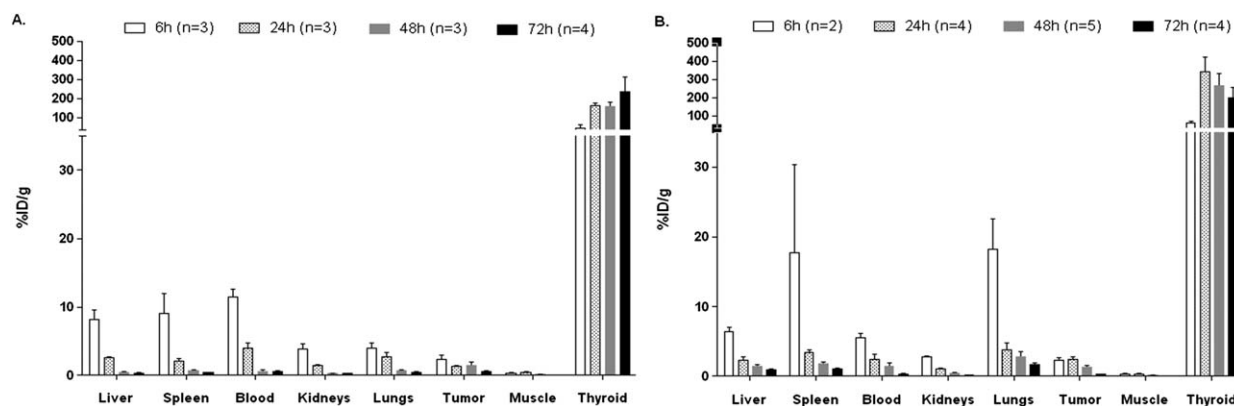 A.
6h (n=3) 24h (n=3) 48h (n=3) 72h (n=4)
500
400
300
200
100
30
20
10
0
%ID/g
Liver Spleen Blood Kidneys Lungs Tumor Muscle Thyroid
B.
6h (n=2) 24h (n=4) 48h (n=5) 72h (n=4)
500
400
300
200
100
30
20
10
0
%ID/g
Liver Spleen Blood Kidneys Lungs Tumor Muscle Thyroid